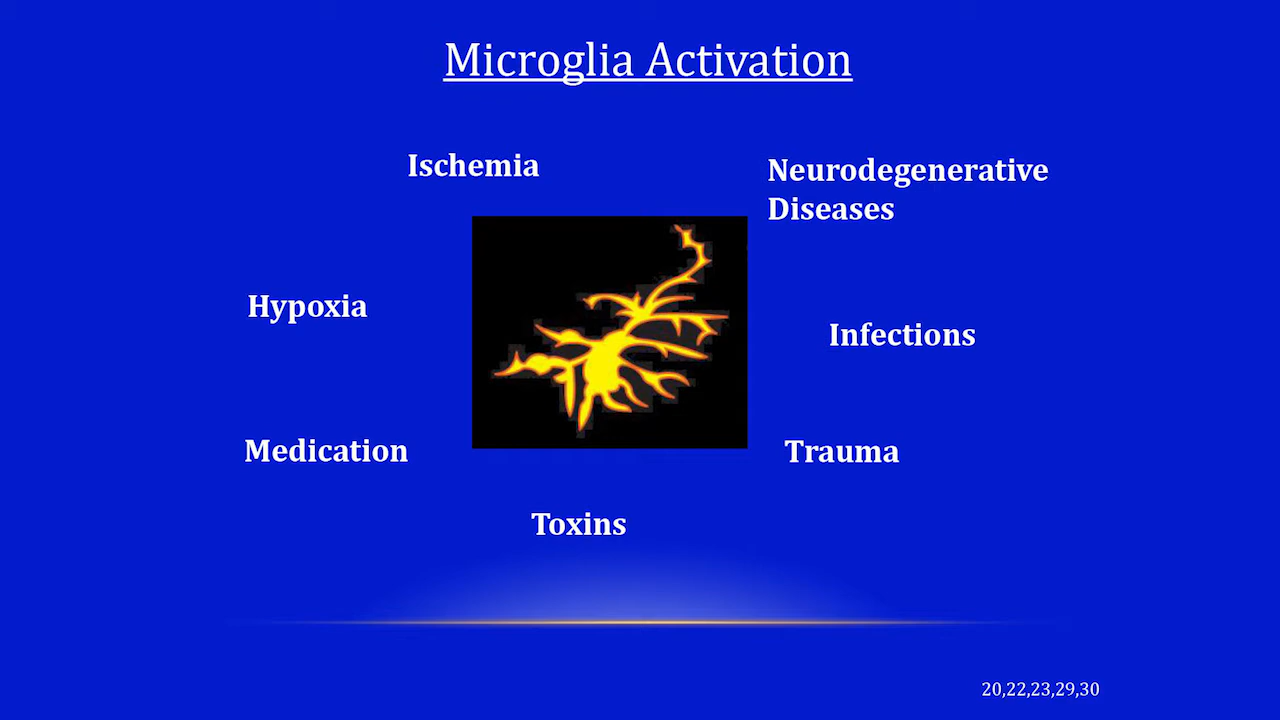 Microglia Activation
Ischemia
Neurodegenerative
Diseases
Hypoxia
Infections
Medication
Trauma
Toxins
20,22,23,29,30